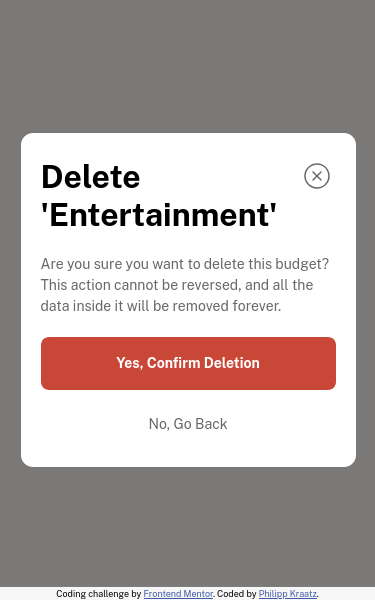 Delete
'Entertainment'
Are you sure you want to delete this budget?
This action cannot be reversed, and all the
data inside it will be removed forever.
Yes, Confirm Deletion
No, Go Back
Coding challenge by Frontend Mentor. Coded by Philipp Kraatz.